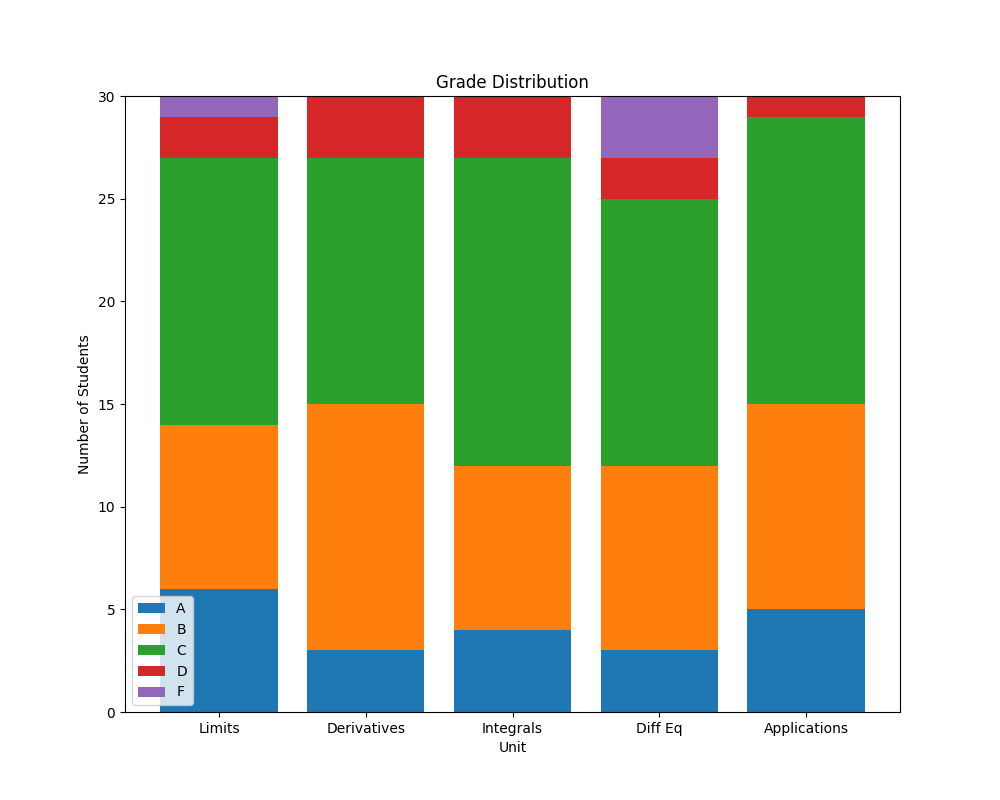 Grade Distribution
30
25
20
15
10
5
0
Number of Students
A
B
C
D
F
Limits
Derivatives
Integrals
Diff Eq
Applications
Unit